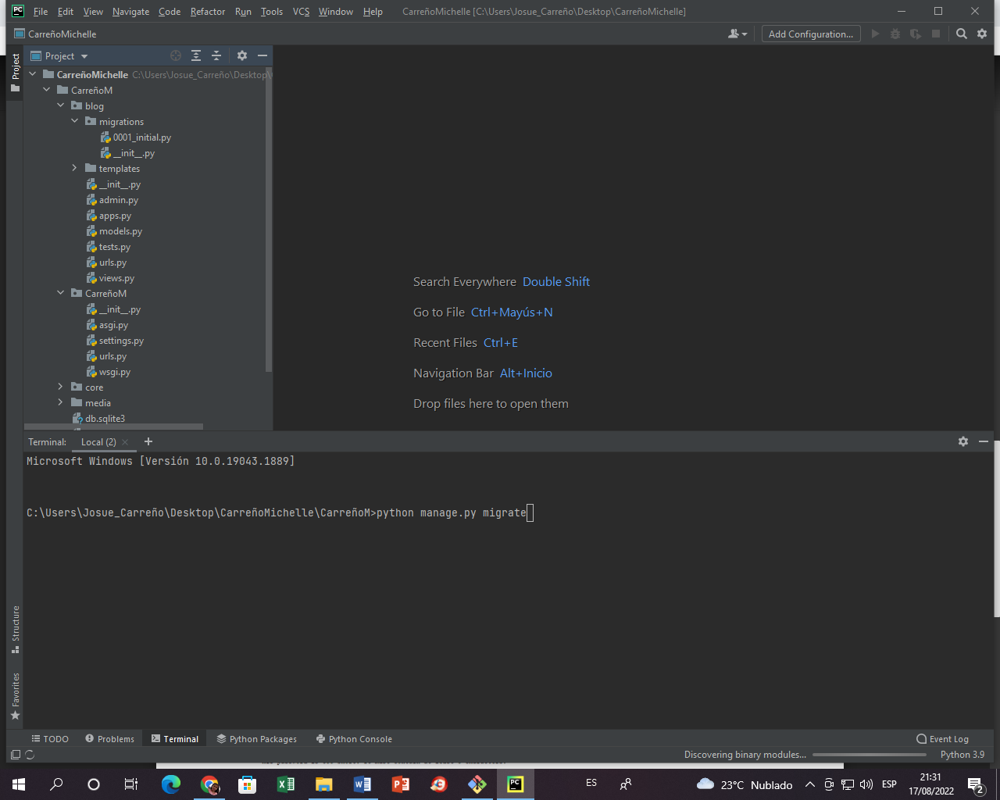 PC File Edit View Navigate Code Refactor Run Tools VCS Window Help CarreñoMichelle [C:\Users\Josue_Carreño\Desktop\CarreñoMichelle]
CarreñoMichelle Add Configuration...
Project
Project
CarreñoMichelle C:\Users\Josue_Carreño\Desktop\
CarreñoM
blog
migrations
0001_initial.py
__init__.py
templates
__init__.py
admin.py
apps.py
models.py
tests.py
urls.py
views.py
CarreñoM
__init__.py
asgi.py
settings.py
urls.py
wsgi.py
core
media
db.sqlite3
Search Everywhere Double Shift
Go to File Ctrl+Mayús+N
Recent Files Ctrl+E
Navigation Bar Alt+Inicio
Drop files here to open them
Terminal: Local (2)
Microsoft Windows [Versión 10.0.19043.1889]
C:\Users\Josue_Carreño\Desktop\CarreñoMichelle\CarreñoM>python manage.py migrate
Structure
Favorites
TODO Problems Terminal Python Packages Python Console Event Log
Discovering binary modules... Python 3.9
ES 23°C Nublado ESP 21:31
17/08/2022 2